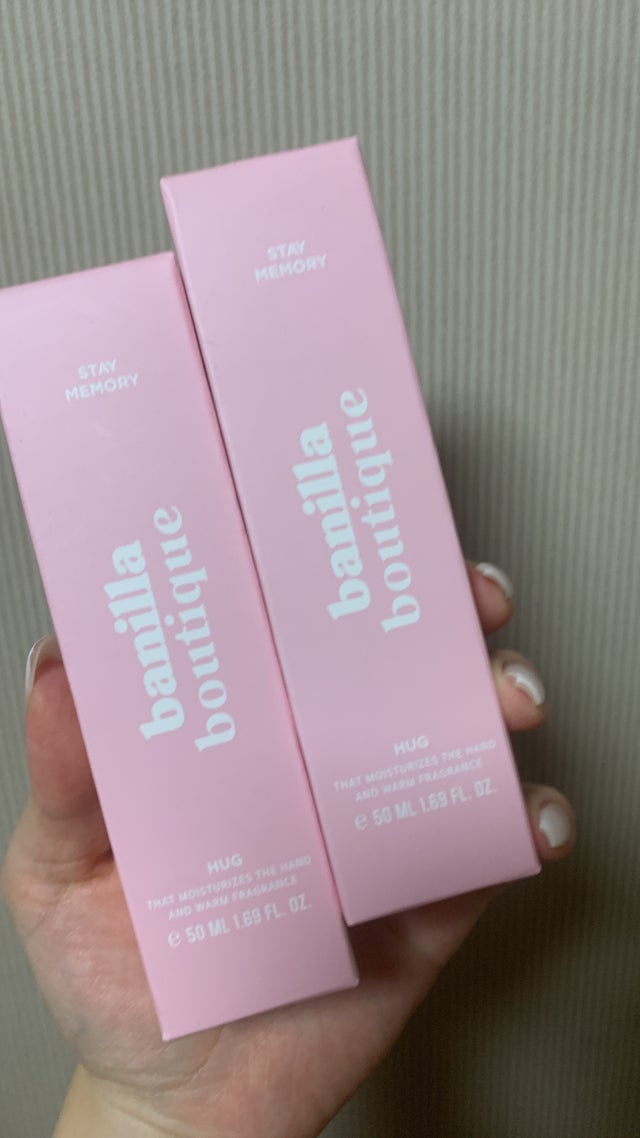 STAY
MEMORY
banilla
boutique
HUG
THAT MOISTURIZES THE HAND
AND WARM FRAGRANCE
℮ 50 ML 1.69 FL. OZ.
STAY
MEMORY
banilla
boutique
HUG
THAT MOISTURIZES THE HAND
AND WARM FRAGRANCE
℮ 50 ML 1.69 FL. OZ.